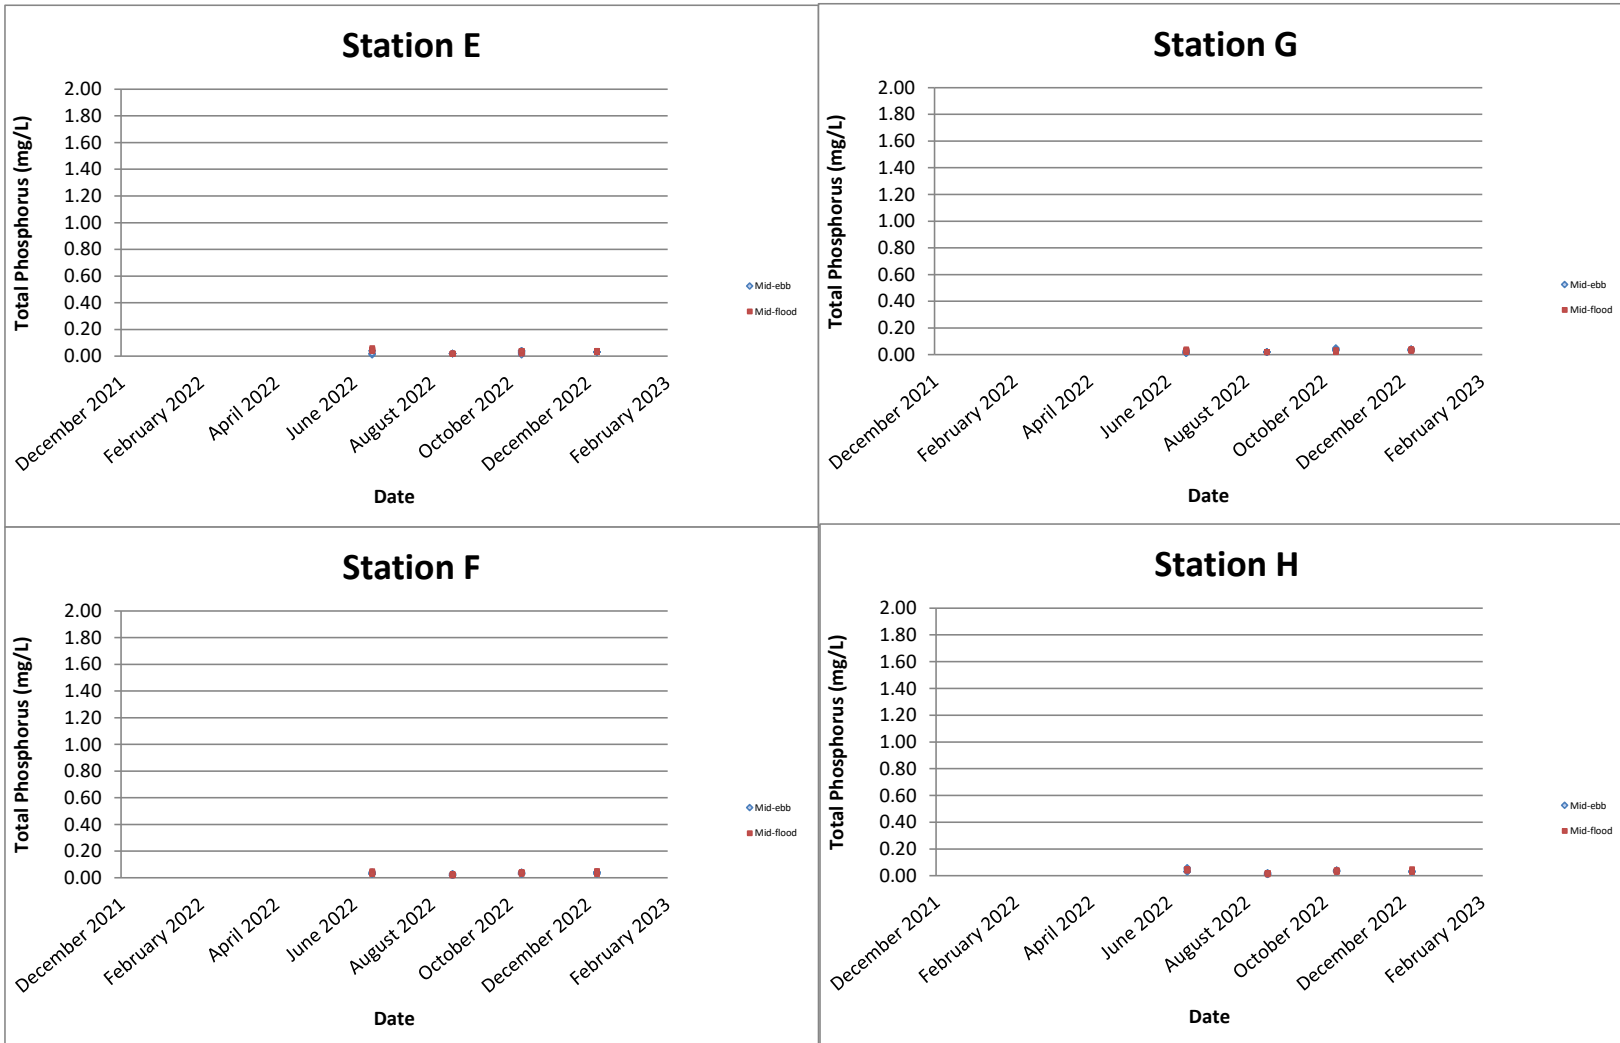 Station E
Total Phosphorus (mg/L)
2.00
1.80
1.60
1.40
1.20
1.00
0.80
0.60
0.40
0.20
0.00
December 2021
February 2022
April 2022
June 2022
August 2022
October 2022
December 2022
February 2023
Date
Mid-ebb
Mid-flood
Station G
Total Phosphorus (mg/L)
2.00
1.80
1.60
1.40
1.20
1.00
0.80
0.60
0.40
0.20
0.00
December 2021
February 2022
April 2022
June 2022
August 2022
October 2022
December 2022
February 2023
Date
Mid-ebb
Mid-flood
Station F
Total Phosphorus (mg/L)
2.00
1.80
1.60
1.40
1.20
1.00
0.80
0.60
0.40
0.20
0.00
December 2021
February 2022
April 2022
June 2022
August 2022
October 2022
December 2022
February 2023
Date
Mid-ebb
Mid-flood
Station H
Total Phosphorus (mg/L)
2.00
1.80
1.60
1.40
1.20
1.00
0.80
0.60
0.40
0.20
0.00
December 2021
February 2022
April 2022
June 2022
August 2022
October 2022
December 2022
February 2023
Date
Mid-ebb
Mid-flood